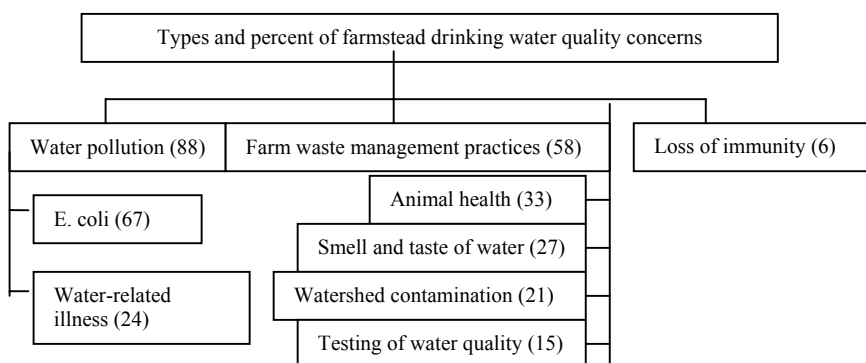 Types and percent of farmstead drinking water quality concerns
Water pollution (88)
Farm waste management practices (58)
Loss of immunity (6)
E. coli (67)
Water-related
illness (24)
Animal health (33)
Smell and taste of water (27)
Watershed contamination (21)
Testing of water quality (15)